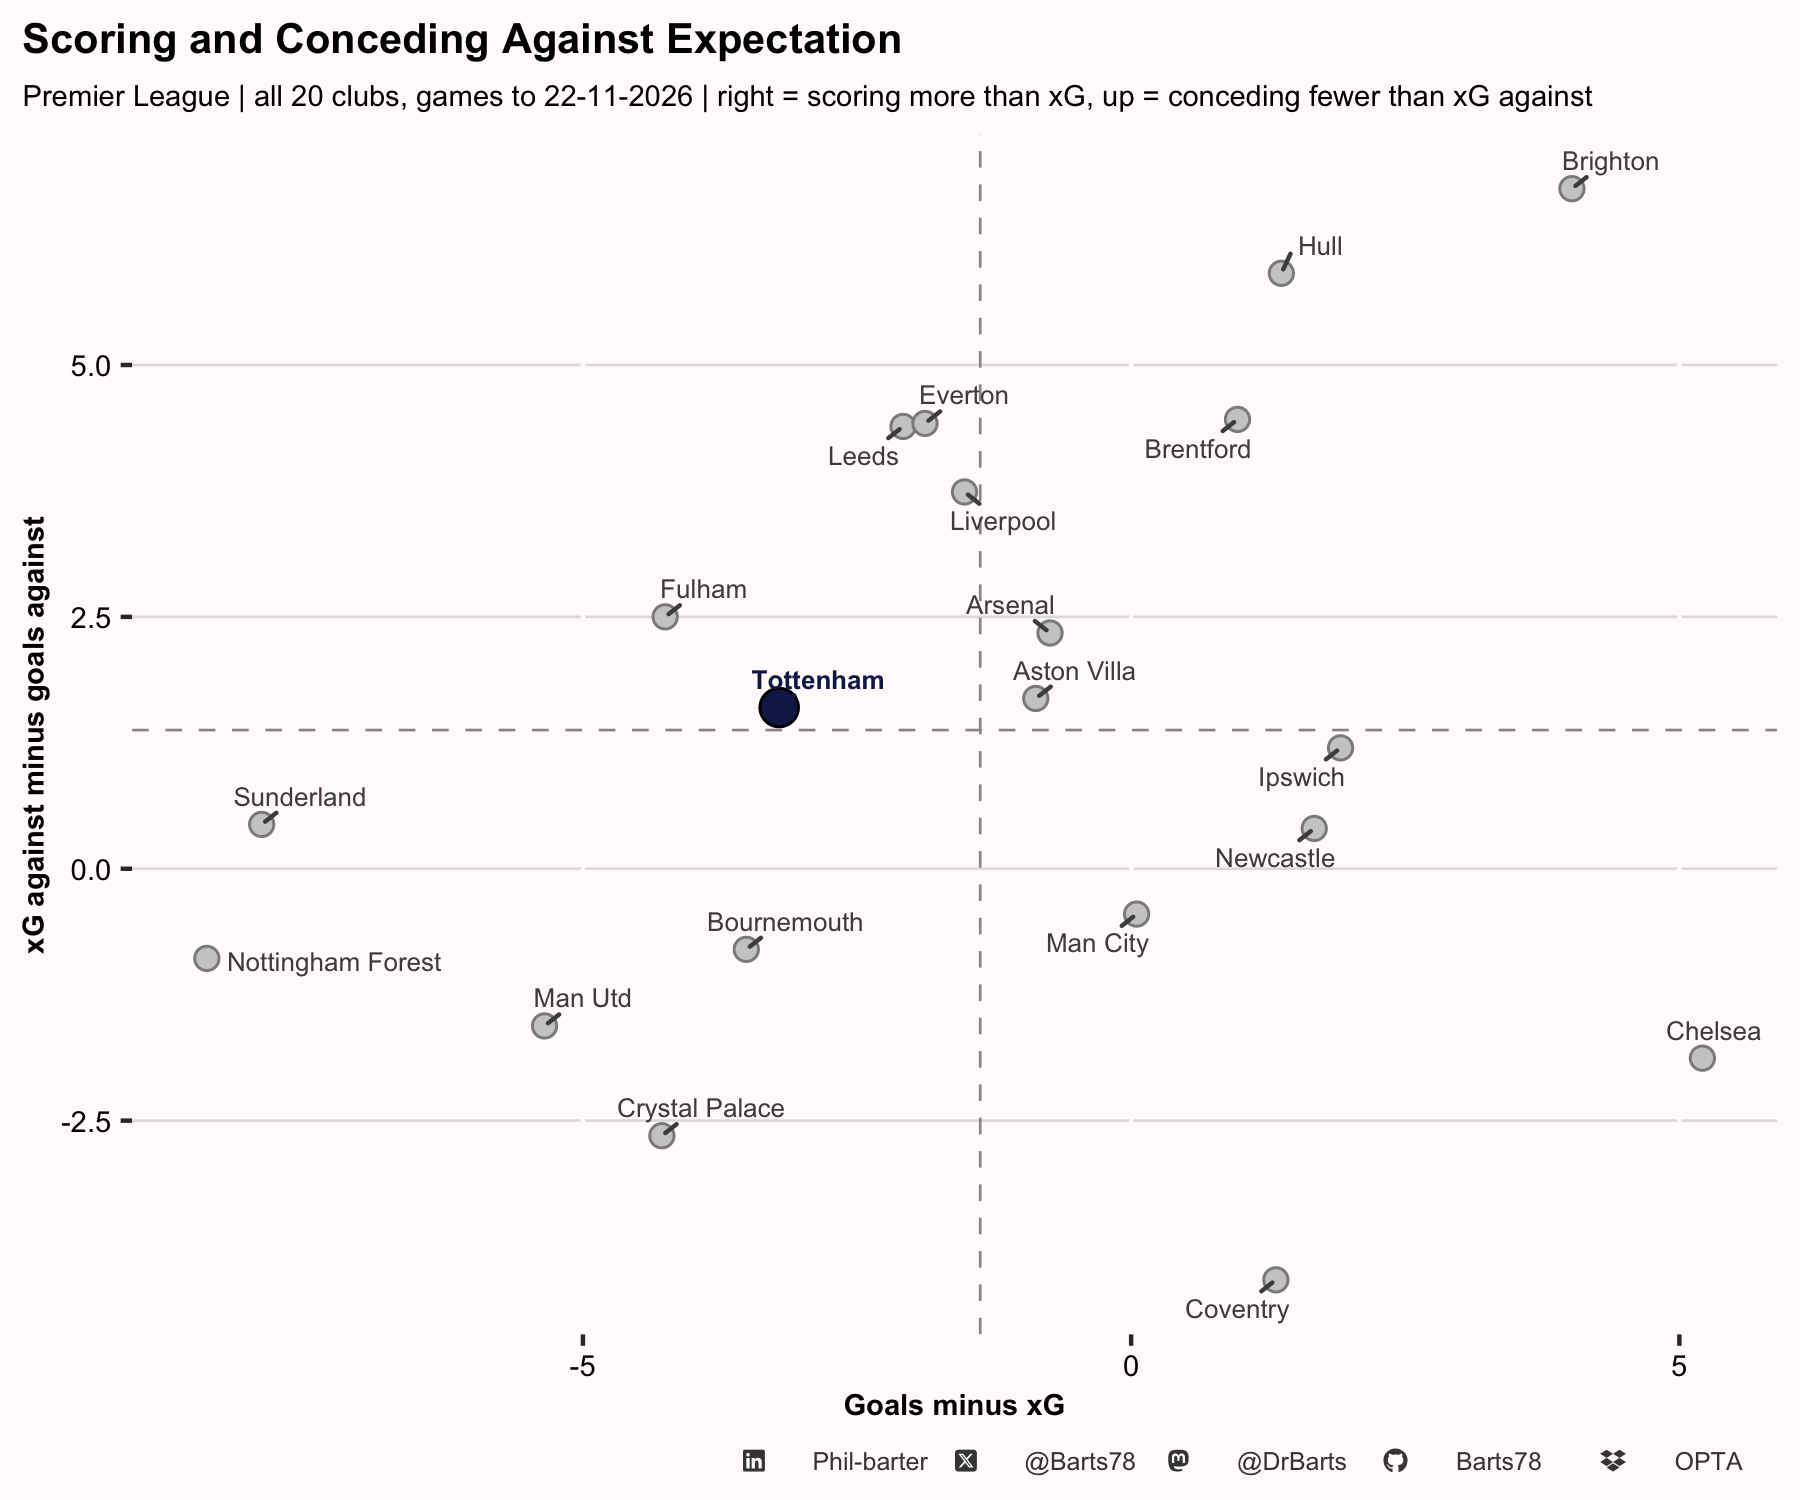 Scoring and Conceding Against Expectation
Premier League | all 20 clubs, games to 22-11-2026 | right = scoring more than xG, up = conceding fewer than xG against
Brighton
Hull
5.0
Everton
Leeds
Brentford
Liverpool
Fulham
Arsenal
2.5
Aston Villa
Tottenham
xG against minus goals against
Ipswich
Sunderland
Newcastle
0.0
Bournemouth
Man City
Nottingham Forest
Man Utd
Chelsea
Crystal Palace
-2.5
Coventry
-5 0 5
Goals minus xG
Phil-barter @Barts78 @DrBarts Barts78 OPTA